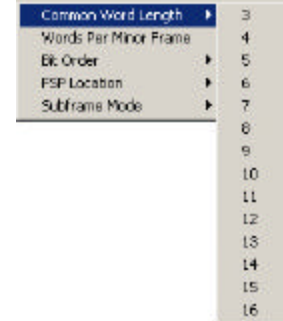 Common Word Length
Words Per Minor Frame
Bit Order
FSP Location
Subframe Mode
3
4
5
6
7
8
9
10
11
12
13
14
15
16